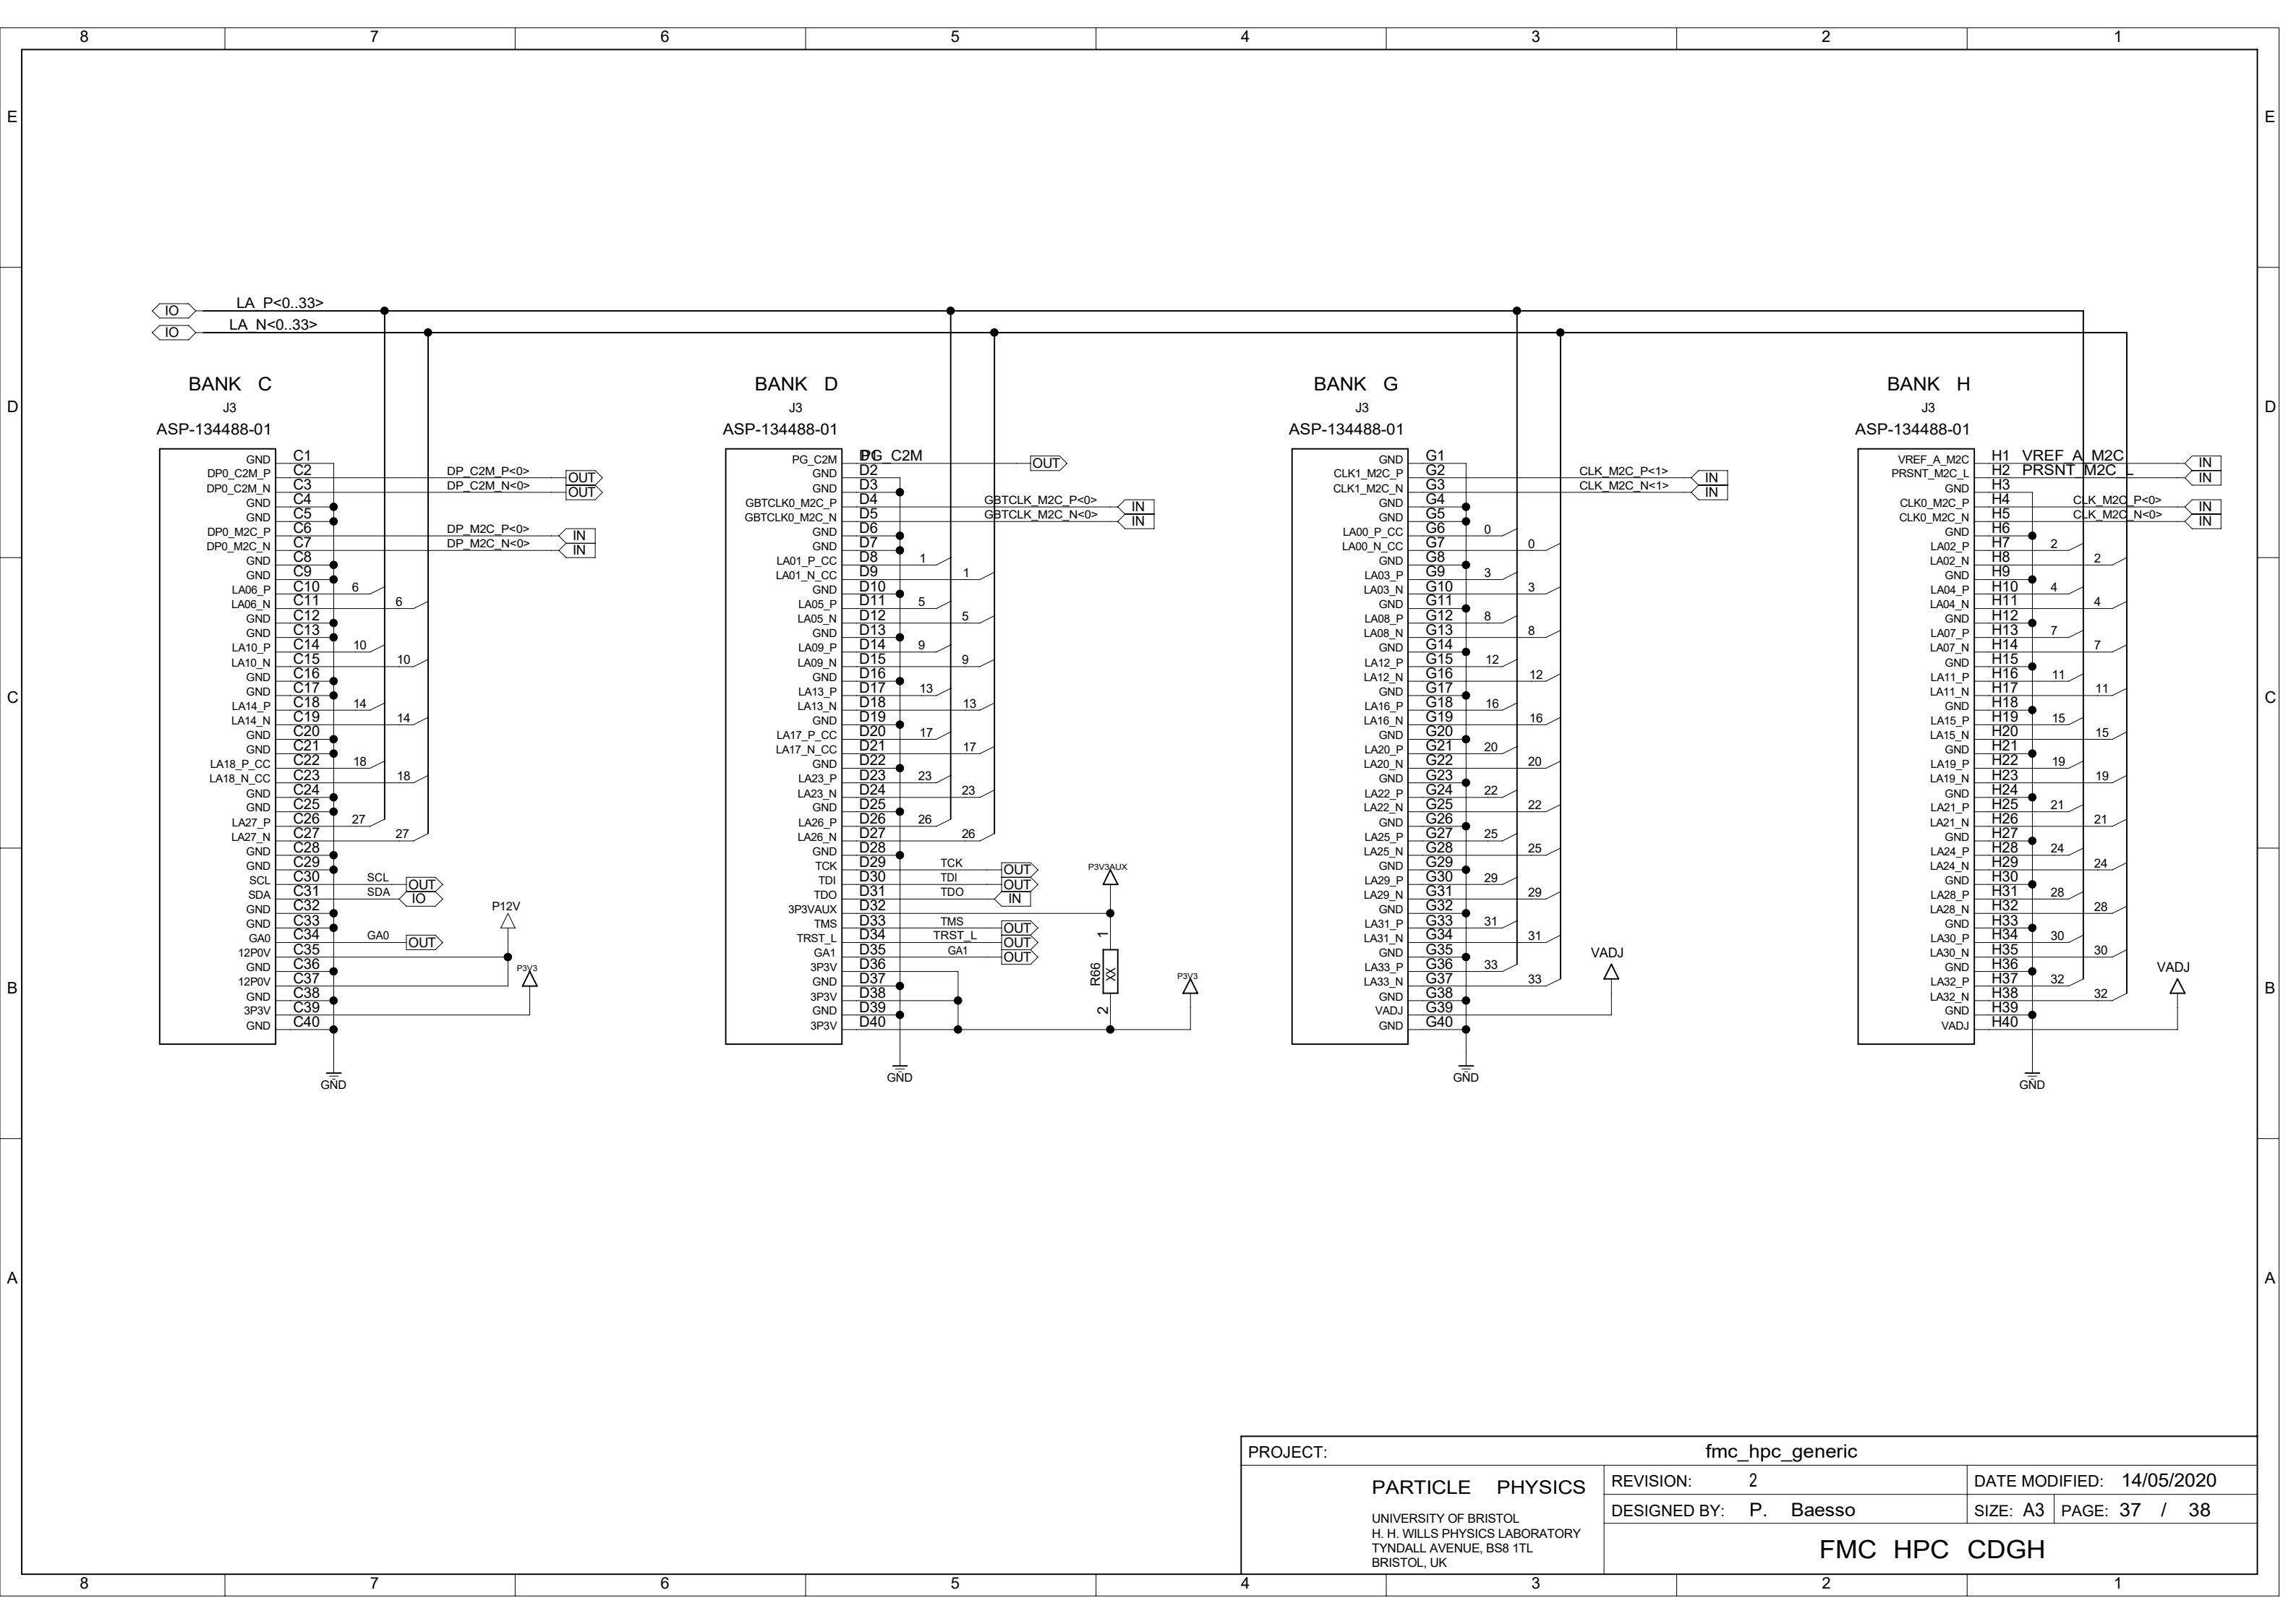 8 7 6 5 4 3 2 1
E E
D D
C C
B B
A A
IO LA_P<0..33>
IO LA_N<0..33>
BANK C
J3
ASP-134488-01
GND C1
DP0_C2M_P C2 DP_C2M_P<0> OUT
DP0_C2M_N C3 DP_C2M_N<0> OUT
GND C4
GND C5
DP0_M2C_P C6 DP_M2C_P<0> IN
DP0_M2C_N C7 DP_M2C_N<0> IN
GND C8
GND C9
LA06_P C10 6
LA06_N C11 6
GND C12
GND C13
LA10_P C14 10
LA10_N C15 10
GND C16
GND C17
LA14_P C18 14
LA14_N C19 14
GND C20
GND C21
LA18_P_CC C22 18
LA18_N_CC C23 18
GND C24
GND C25
LA27_P C26 27
LA27_N C27 27
GND C28
GND C29
SCL C30 SCL OUT
SDA C31 SDA IO
GND C32
GND C33
GA0 C34 GA0 OUT
12P0V C35
GND C36
12P0V C37
GND C38
3P3V C39
GND C40
P12V
P3V3
GND
BANK D
J3
ASP-134488-01
PG_C2M D1 PG_C2M OUT
GND D2
GND D3
GBTCLK0_M2C_P D4 GBTCLK_M2C_P<0> IN
GBTCLK0_M2C_N D5 GBTCLK_M2C_N<0> IN
GND D6
GND D7
LA01_P_CC D8 1
LA01_N_CC D9 1
GND D10
LA05_P D11 5
LA05_N D12 5
GND D13
LA09_P D14 9
LA09_N D15 9
GND D16
LA13_P D17 13
LA13_N D18 13
GND D19
LA17_P_CC D20 17
LA17_N_CC D21 17
GND D22
LA23_P D23 23
LA23_N D24 23
GND D25
LA26_P D26 26
LA26_N D27 26
GND D28
TCK D29 TCK OUT
TDI D30 TDI OUT
TDO D31 TDO IN
3P3VAUX D32
TMS D33 TMS OUT
TRST_L D34 TRST_L OUT
GA1 D35 GA1 OUT
3P3V D36
GND D37
3P3V D38
GND D39
3P3V D40
P3V3AUX
1
R66
XX
2
P3V3
GND
BANK G
J3
ASP-134488-01
GND G1
CLK1_M2C_P G2 CLK_M2C_P<1> IN
CLK1_M2C_N G3 CLK_M2C_N<1> IN
GND G4
GND G5
LA00_P_CC G6 0
LA00_N_CC G7 0
GND G8
LA03_P G9 3
LA03_N G10 3
GND G11
LA08_P G12 8
LA08_N G13 8
GND G14
LA12_P G15 12
LA12_N G16 12
GND G17
LA16_P G18 16
LA16_N G19 16
GND G20
LA20_P G21 20
LA20_N G22 20
GND G23
LA22_P G24 22
LA22_N G25 22
GND G26
LA25_P G27 25
LA25_N G28 25
GND G29
LA29_P G30 29
LA29_N G31 29
GND G32
LA31_P G33 31
LA31_N G34 31
GND G35
LA33_P G36 33
LA33_N G37 33
GND G38
VADJ G39
GND G40
VADJ
GND
BANK H
J3
ASP-134488-01
VREF_A_M2C H1 VREF_A_M2C IN
PRSNT_M2C_L H2 PRSNT_M2C_L IN
GND H3
CLK0_M2C_P H4 CLK_M2C_P<0> IN
CLK0_M2C_N H5 CLK_M2C_N<0> IN
GND H6
LA02_P H7 2
LA02_N H8 2
GND H9
LA04_P H10 4
LA04_N H11 4
GND H12
LA07_P H13 7
LA07_N H14 7
GND H15
LA11_P H16 11
LA11_N H17 11
GND H18
LA15_P H19 15
LA15_N H20 15
GND H21
LA19_P H22 19
LA19_N H23 19
GND H24
LA21_P H25 21
LA21_N H26 21
GND H27
LA24_P H28 24
LA24_N H29 24
GND H30
LA28_P H31 28
LA28_N H32 28
GND H33
LA30_P H34 30
LA30_N H35 30
GND H36
LA32_P H37 32
LA32_N H38 32
GND H39
VADJ H40
VADJ
GND
PROJECT: fmc_hpc_generic
PARTICLE PHYSICS
UNIVERSITY OF BRISTOL
H. H. WILLS PHYSICS LABORATORY
TYNDALL AVENUE, BS8 1TL
BRISTOL, UK
REVISION: 2 DATE MODIFIED: 14/05/2020
DESIGNED BY: P. Baesso SIZE: A3 PAGE: 37 / 38
FMC HPC CDGH
8 7 6 5 4 3 2 1